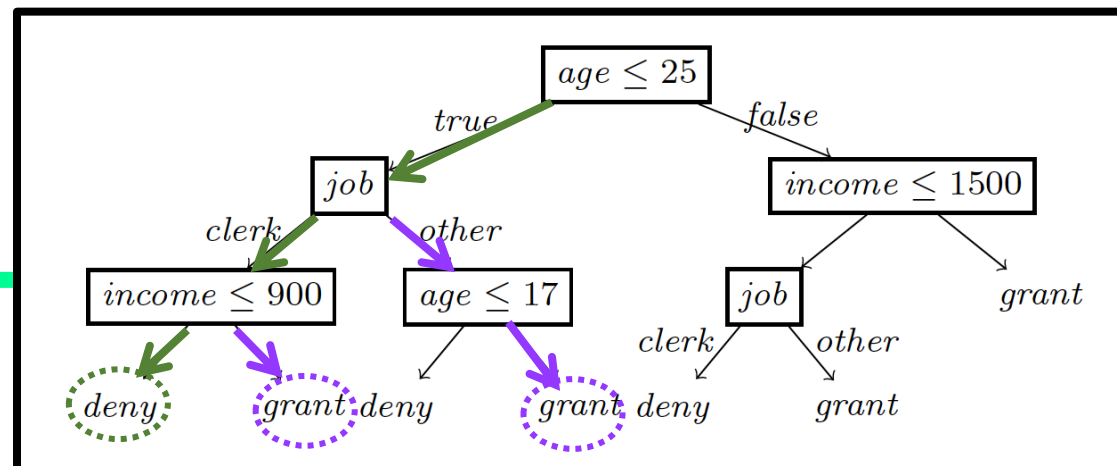 age ≤ 25
true false
job income ≤ 1500
clerk other
income ≤ 900 age ≤ 17 job grant
clerk other
deny grant deny grant deny grant